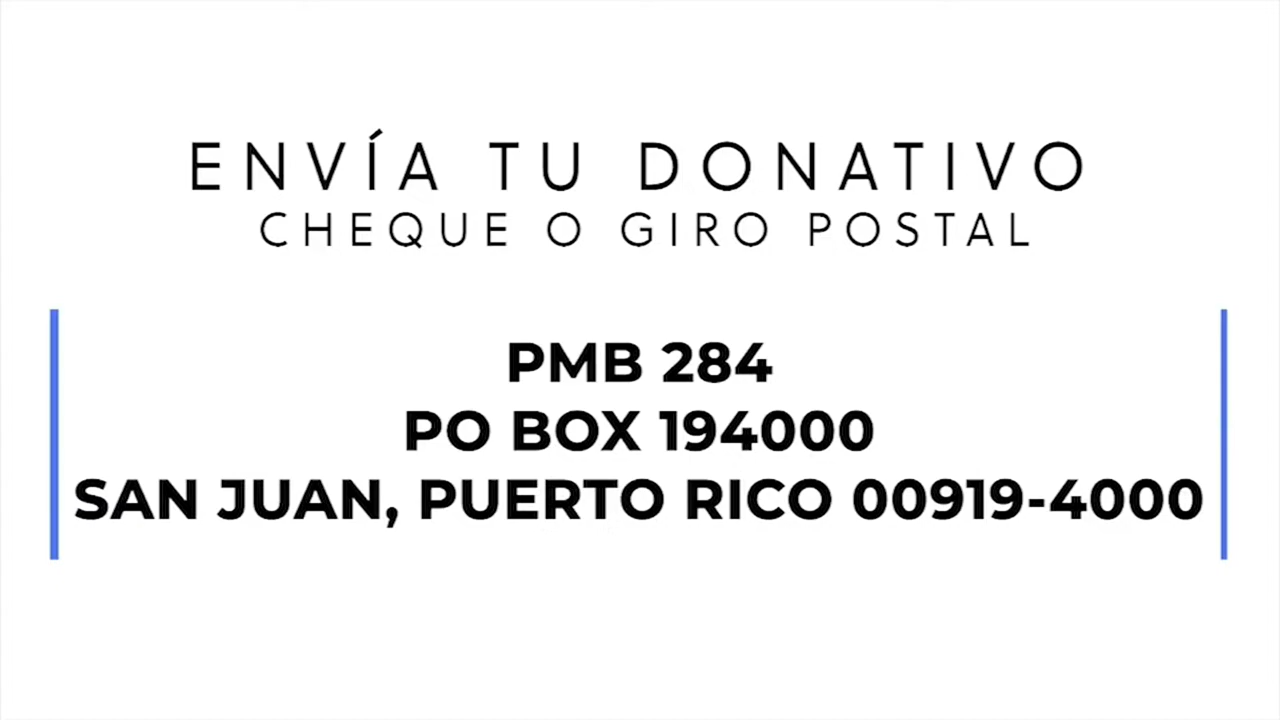 ENVÍA TU DONATIVO
CHEQUE O GIRO POSTAL
PMB 284
PO BOX 194000
SAN JUAN, PUERTO RICO 00919-4000